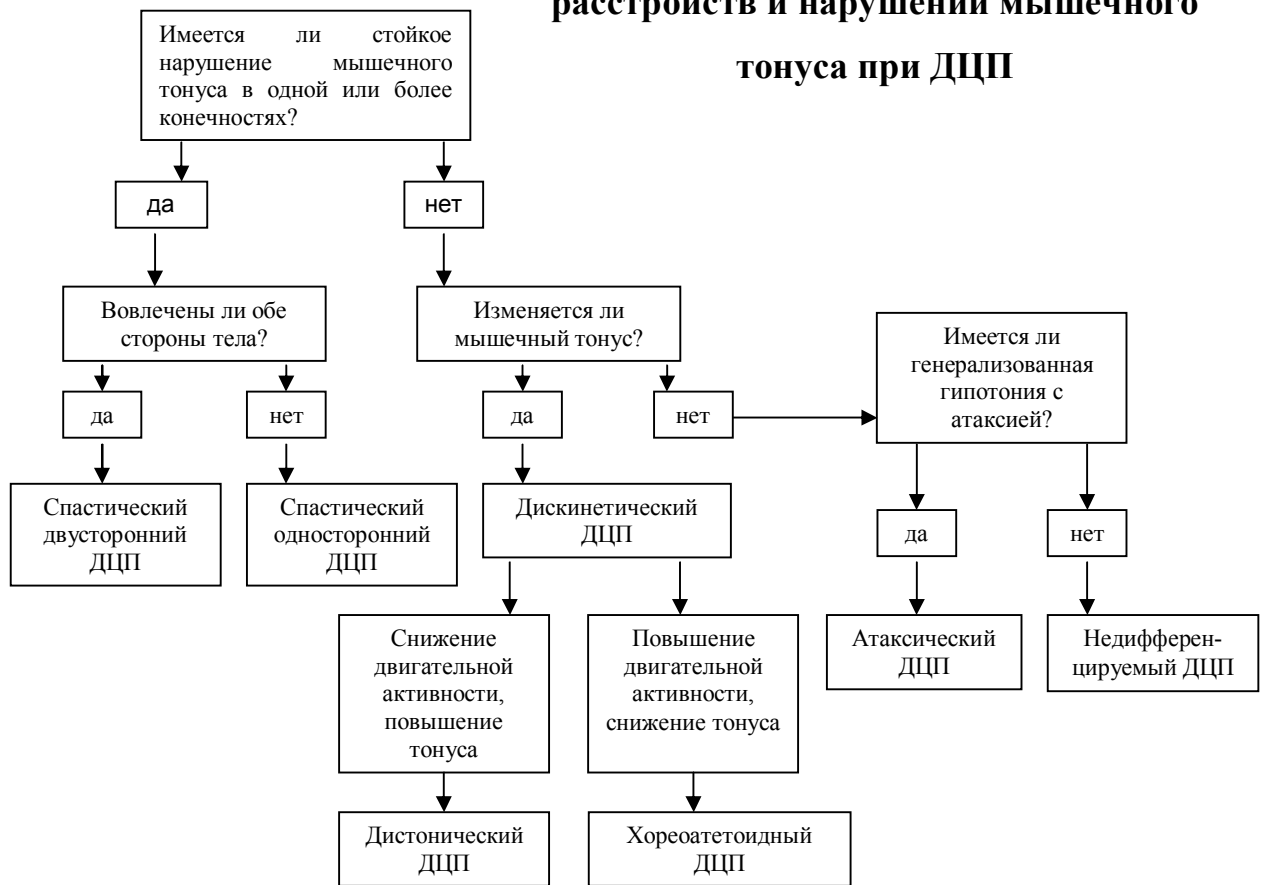 расстройств и нарушений мышечного
тонуса при ДЦП
Имеется ли стойкое
нарушение мышечного
тонуса в одной или более
конечностях?
да
нет
Вовлечены ли обе
стороны тела?
Изменяется ли
мышечный тонус?
Имеется ли
генерализованная
гипотония с
атаксией?
да
нет
да
нет
Спастический
двусторонний
ДЦП
Спастический
односторонний
ДЦП
Дискинетический
ДЦП
да
нет
Снижение
двигательной
активности,
повышение
тонуса
Повышение
двигательной
активности,
снижение тонуса
Атаксический
ДЦП
Недифферен-
цируемый ДЦП
Дистонический
ДЦП
Хореоатетоидный
ДЦП